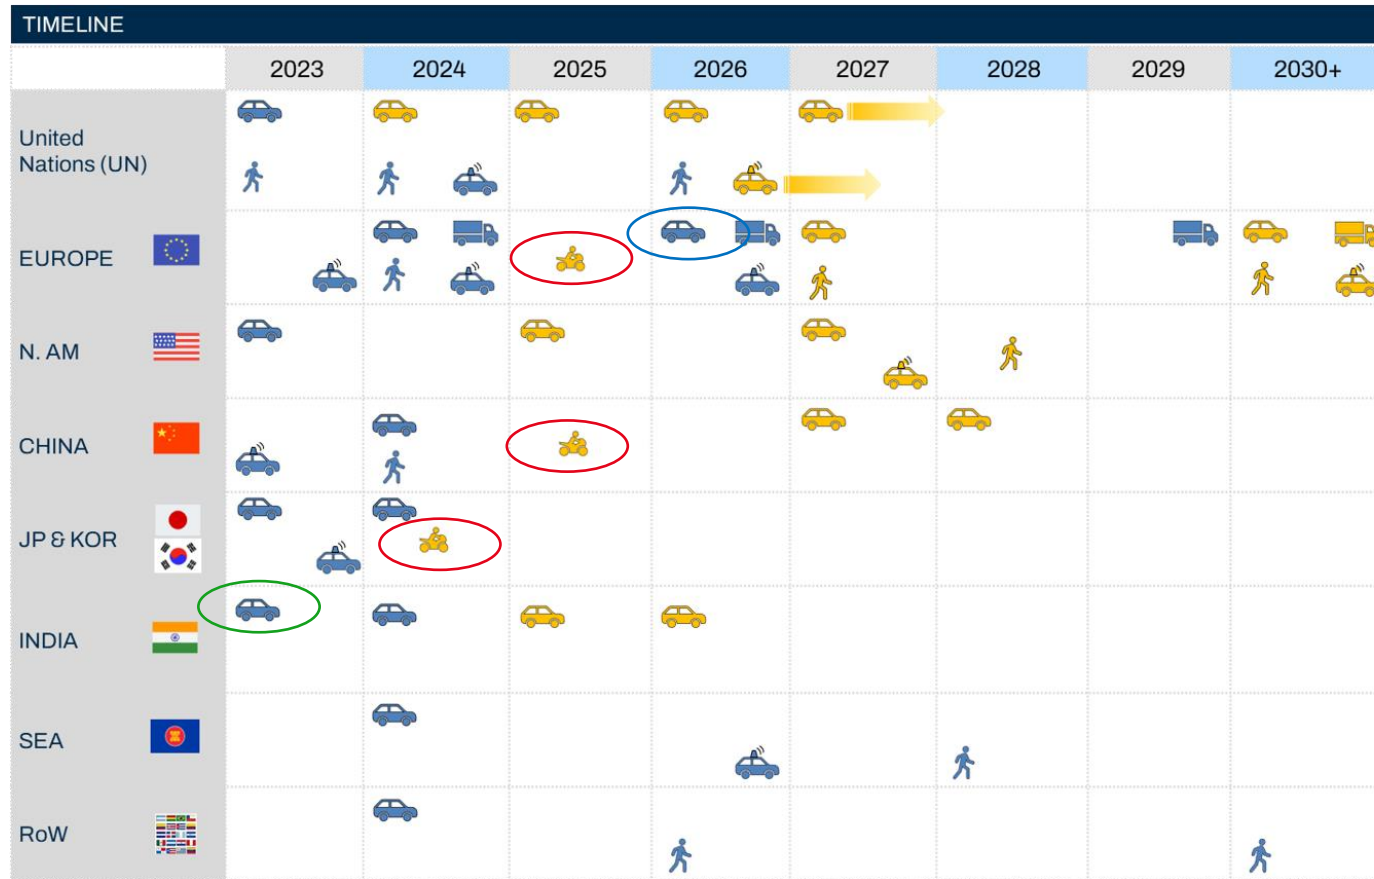 TIMELINE
2023 2024 2025 2026 2027 2028 2029 2030+
United
Nations (UN)
EUROPE
N. AM
CHINA
JP & KOR
INDIA
SEA
RoW